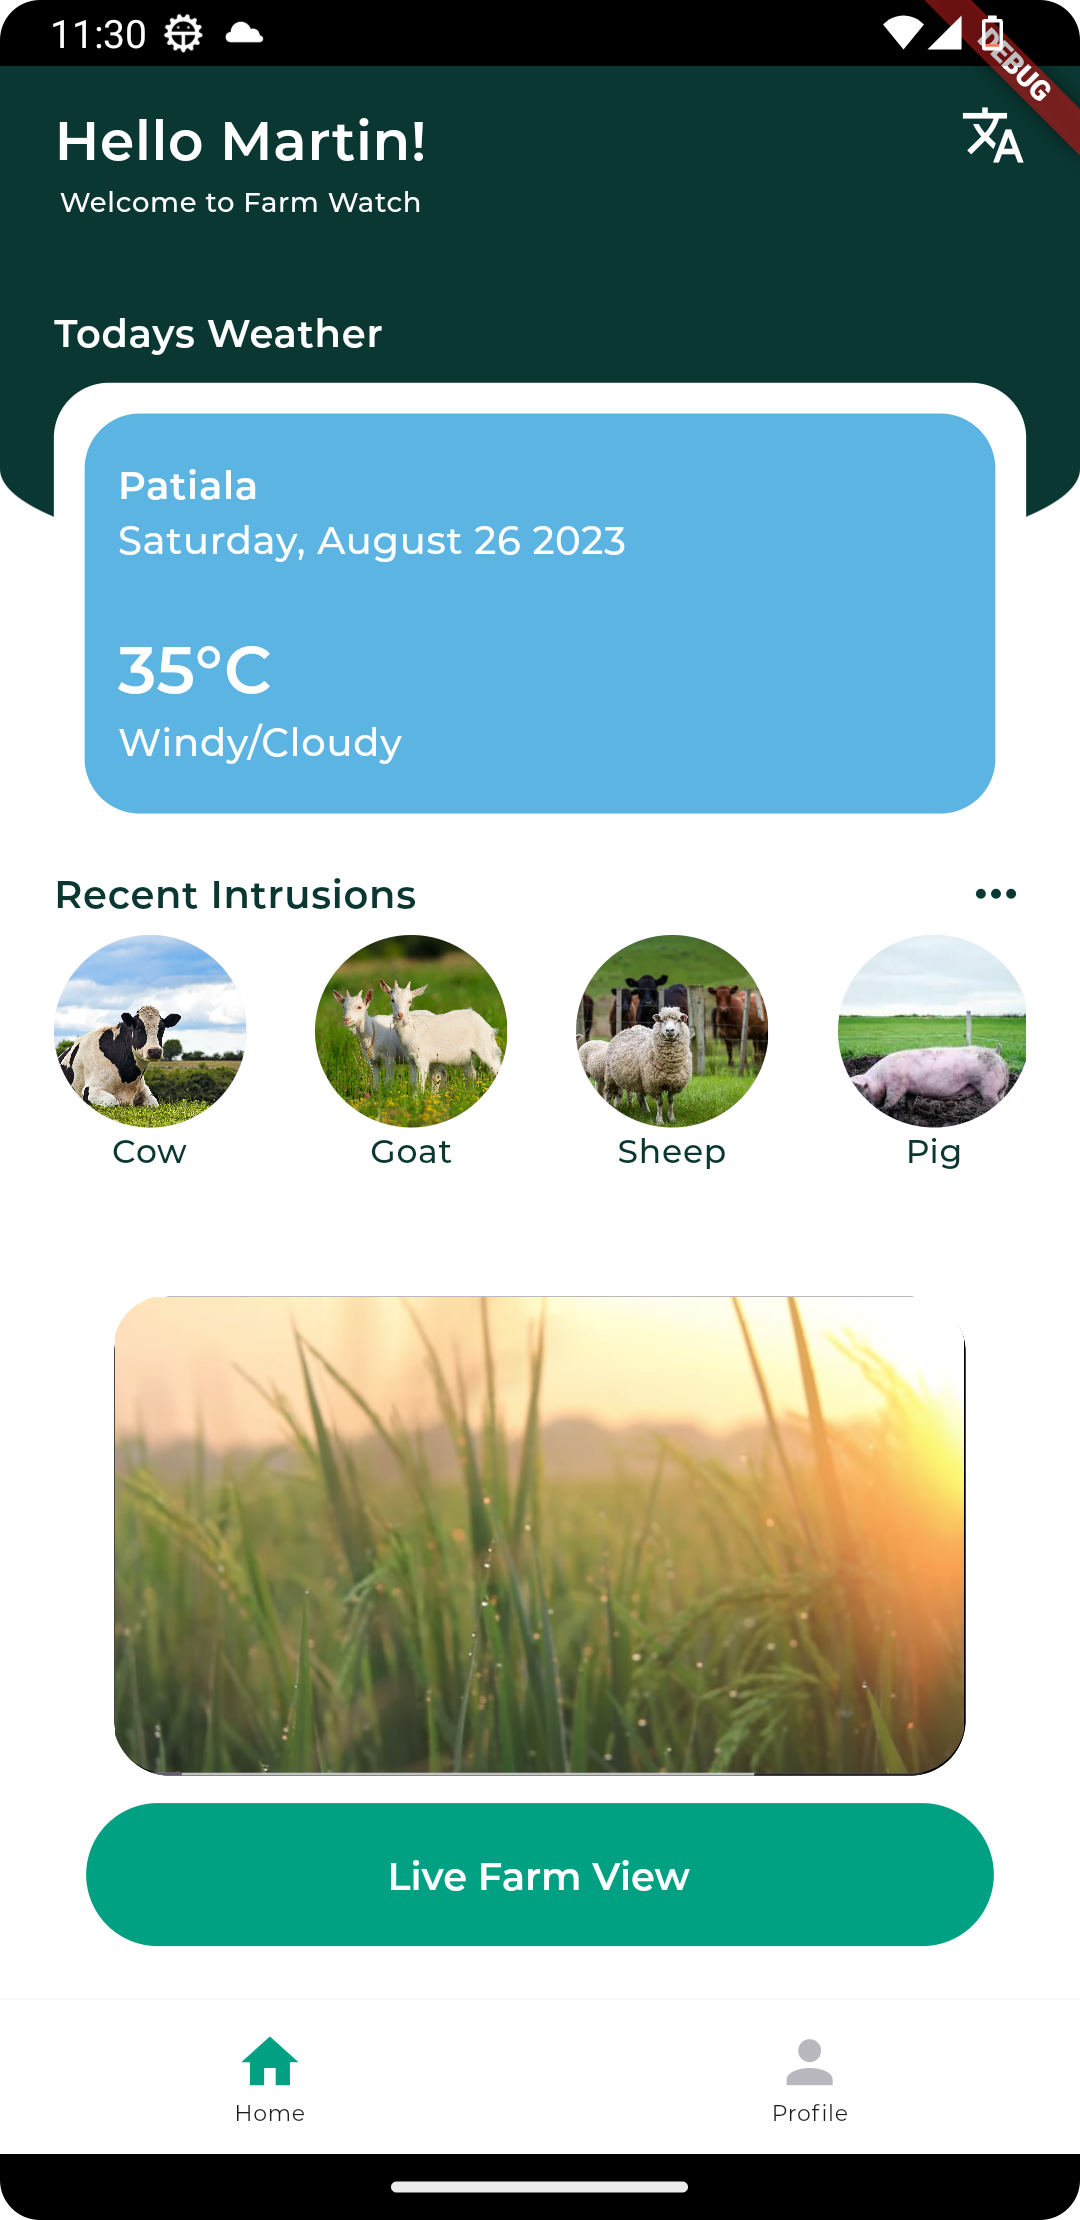 11:30
DEBUG
Hello Martin!
Welcome to Farm Watch
Todays Weather
Patiala
Saturday, August 26 2023
35°C
Windy/Cloudy
Recent Intrusions
Cow
Goat
Sheep
Pig
Live Farm View
Home
Profile